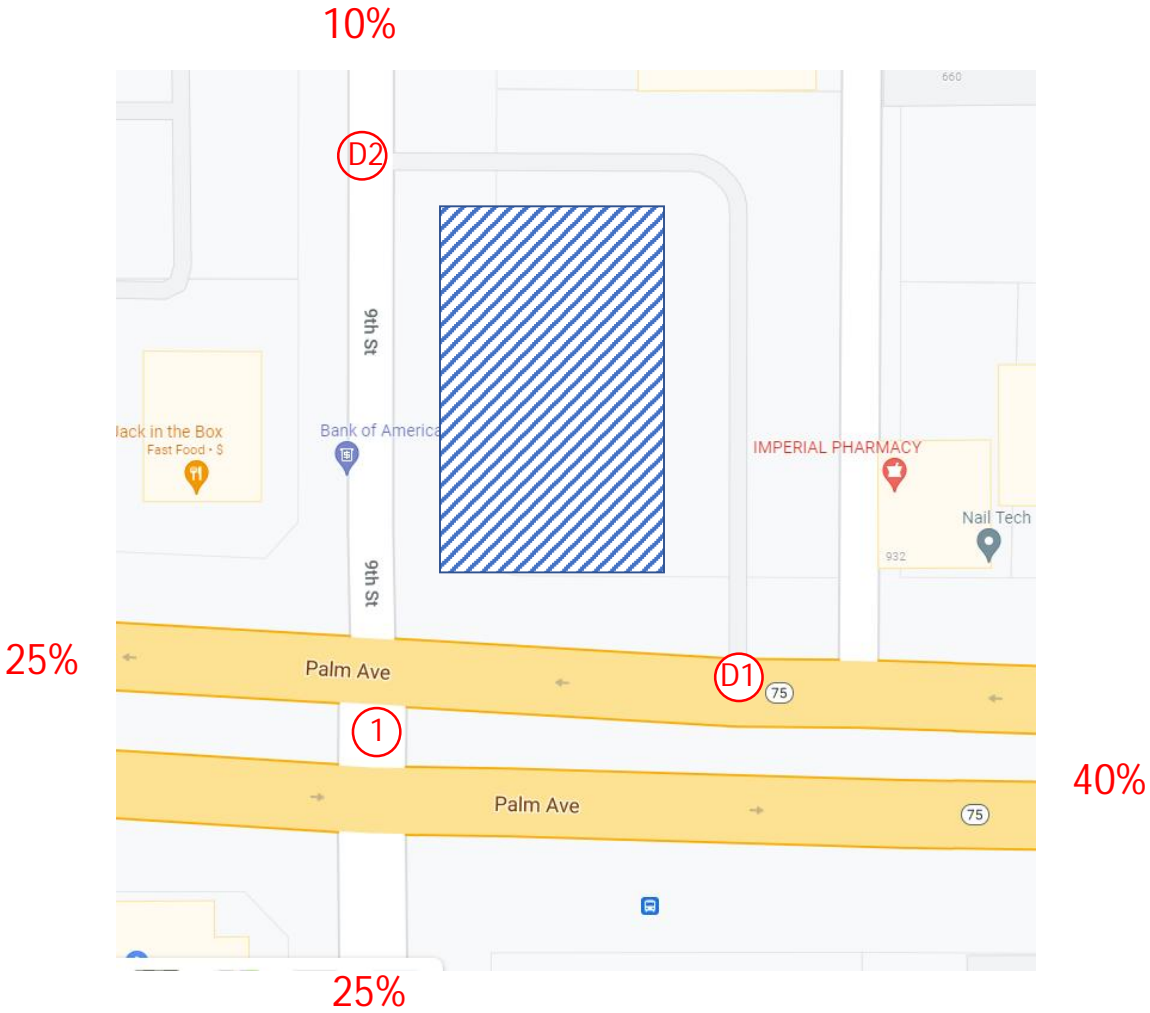 10%
660
D2
9th St
Jack in the Box
Fast Food • $
Bank of America
IMPERIAL PHARMACY
Nail Tech
932
9th St
25%
Palm Ave
D1
75
1
40%
Palm Ave
75
25%